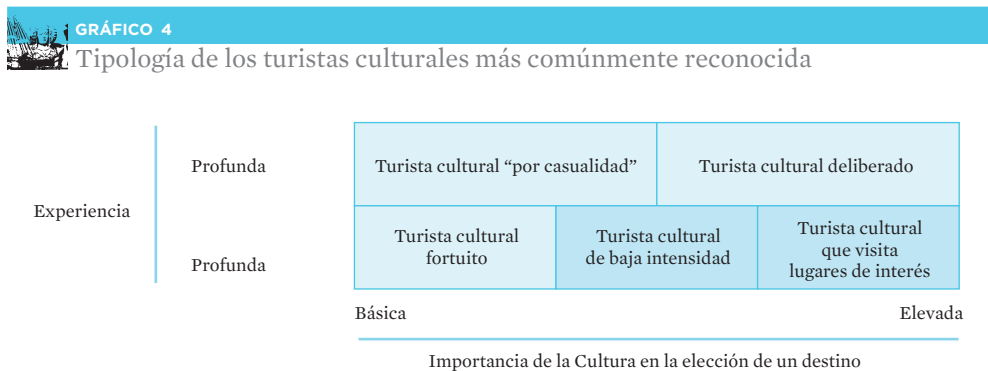 GRÁFICO 4
Tipología de los turistas culturales más comúnmente reconocida
Experiencia
Profunda
Turista cultural “por casualidad”
Turista cultural deliberado
Profunda
Turista cultural
fortuito
Turista cultural
de baja intensidad
Turista cultural
que visita
lugares de interés
Básica
Elevada
Importancia de la Cultura en la elección de un destino